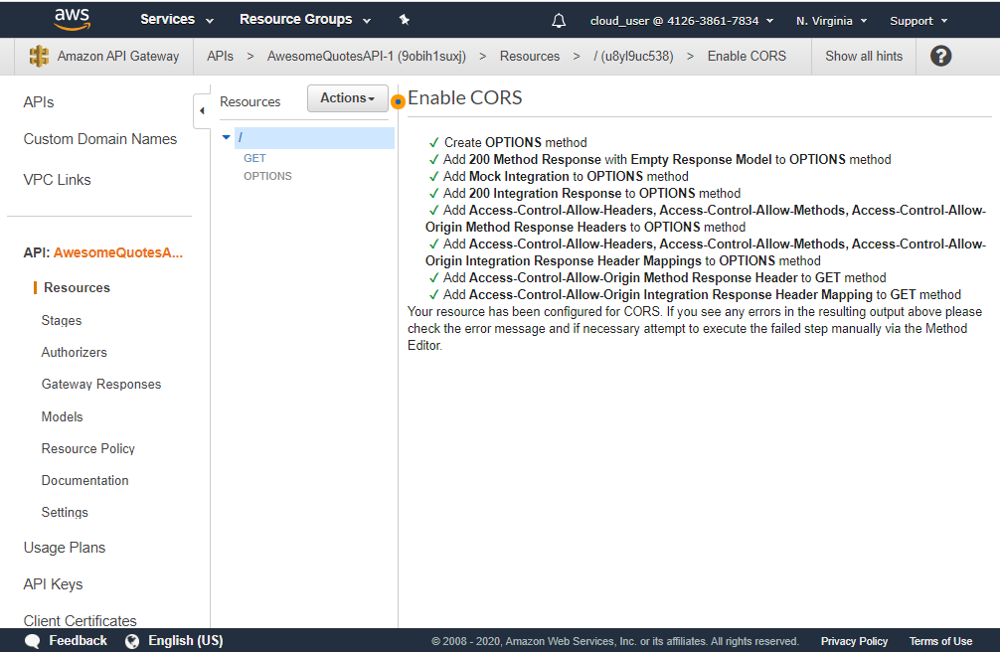 aws Services Resource Groups cloud_user @ 4126-3861-7834 N. Virginia Support
Amazon API Gateway APIs > AwesomeQuotesAPI-1 (9obih1suxj) > Resources > / (u8yl9uc538) > Enable CORS Show all hints ?
APIs
Custom Domain Names
VPC Links
API: AwesomeQuotesA...
Resources
Stages
Authorizers
Gateway Responses
Models
Resource Policy
Documentation
Settings
Usage Plans
API Keys
Client Certificates
Resources Actions
/
GET
OPTIONS
Enable CORS
✓ Create OPTIONS method
✓ Add 200 Method Response with Empty Response Model to OPTIONS method
✓ Add Mock Integration to OPTIONS method
✓ Add 200 Integration Response to OPTIONS method
✓ Add Access-Control-Allow-Headers, Access-Control-Allow-Methods, Access-Control-Allow-
Origin Method Response Headers to OPTIONS method
✓ Add Access-Control-Allow-Headers, Access-Control-Allow-Methods, Access-Control-Allow-
Origin Integration Response Header Mappings to OPTIONS method
✓ Add Access-Control-Allow-Origin Method Response Header to GET method
✓ Add Access-Control-Allow-Origin Integration Response Header Mapping to GET method
Your resource has been configured for CORS. If you see any errors in the resulting output above please
check the error message and if necessary attempt to execute the failed step manually via the Method
Editor.
Feedback English (US) © 2008 - 2020, Amazon Web Services, Inc. or its affiliates. All rights reserved. Privacy Policy Terms of Use